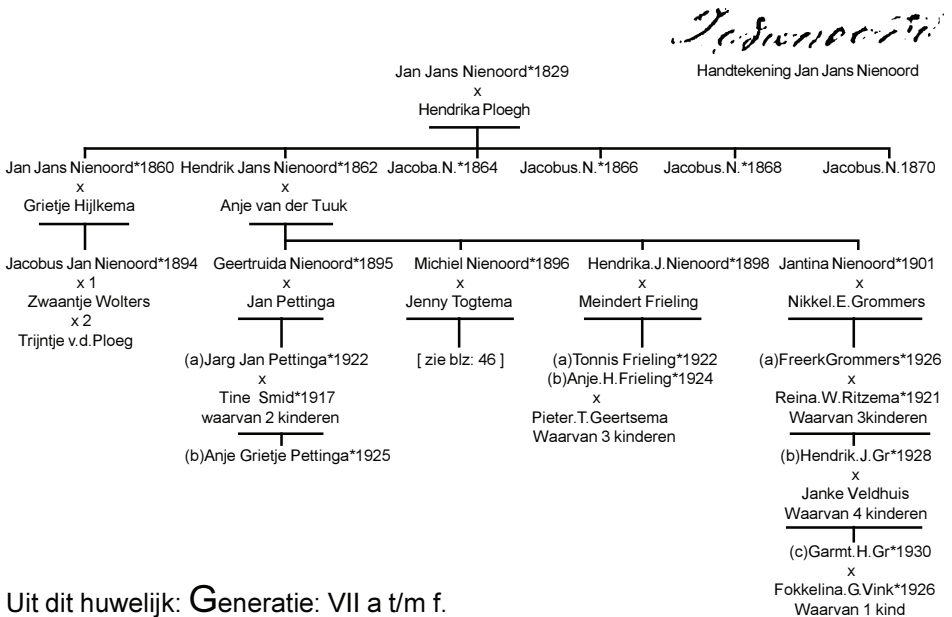 Handtekening Jan Jans Nienoord
Jan Jans Nienoord*1829
x
Hendrika Ploegh
Jan Jans Nienoord*1860 Hendrik Jans Nienoord*1862 Jacoba.N.*1864 Jacobus.N.*1866 Jacobus.N.*1868 Jacobus.N.1870
x x
Grietje Hijlkema Anje van der Tuuk
Jacobus Jan Nienoord*1894 Geertruida Nienoord*1895 Michiel Nienoord*1896 Hendrika.J.Nienoord*1898 Jantina Nienoord*1901
x 1 x x x x
Zwaantje Wolters Jan Pettinga Jenny Togtema Meindert Frieling Nikkel.E.Grommers
x 2
Trijntje v.d.Ploeg
(a)Jarg Jan Pettinga*1922 [ zie blz: 46 ] (a)Tonnis Frieling*1922 (a)FreerkGrommers*1926
x (b)Anje.H.Frieling*1924 x
Tine Smid*1917 x Reina.W.Ritzema*1921
waarvan 2 kinderen Pieter.T.Geertsema Waarvan 3kinderen
Waarvan 3 kinderen
(b)Anje Grietje Pettinga*1925 (b)Hendrik.J.Gr*1928
x
Janke Veldhuis
Waarvan 4 kinderen
(c)Garmt.H.Gr*1930
x
Fokkelina.G.Vink*1926
Waarvan 1 kind
Uit dit huwelijk: Generatie: VII a t/m f.